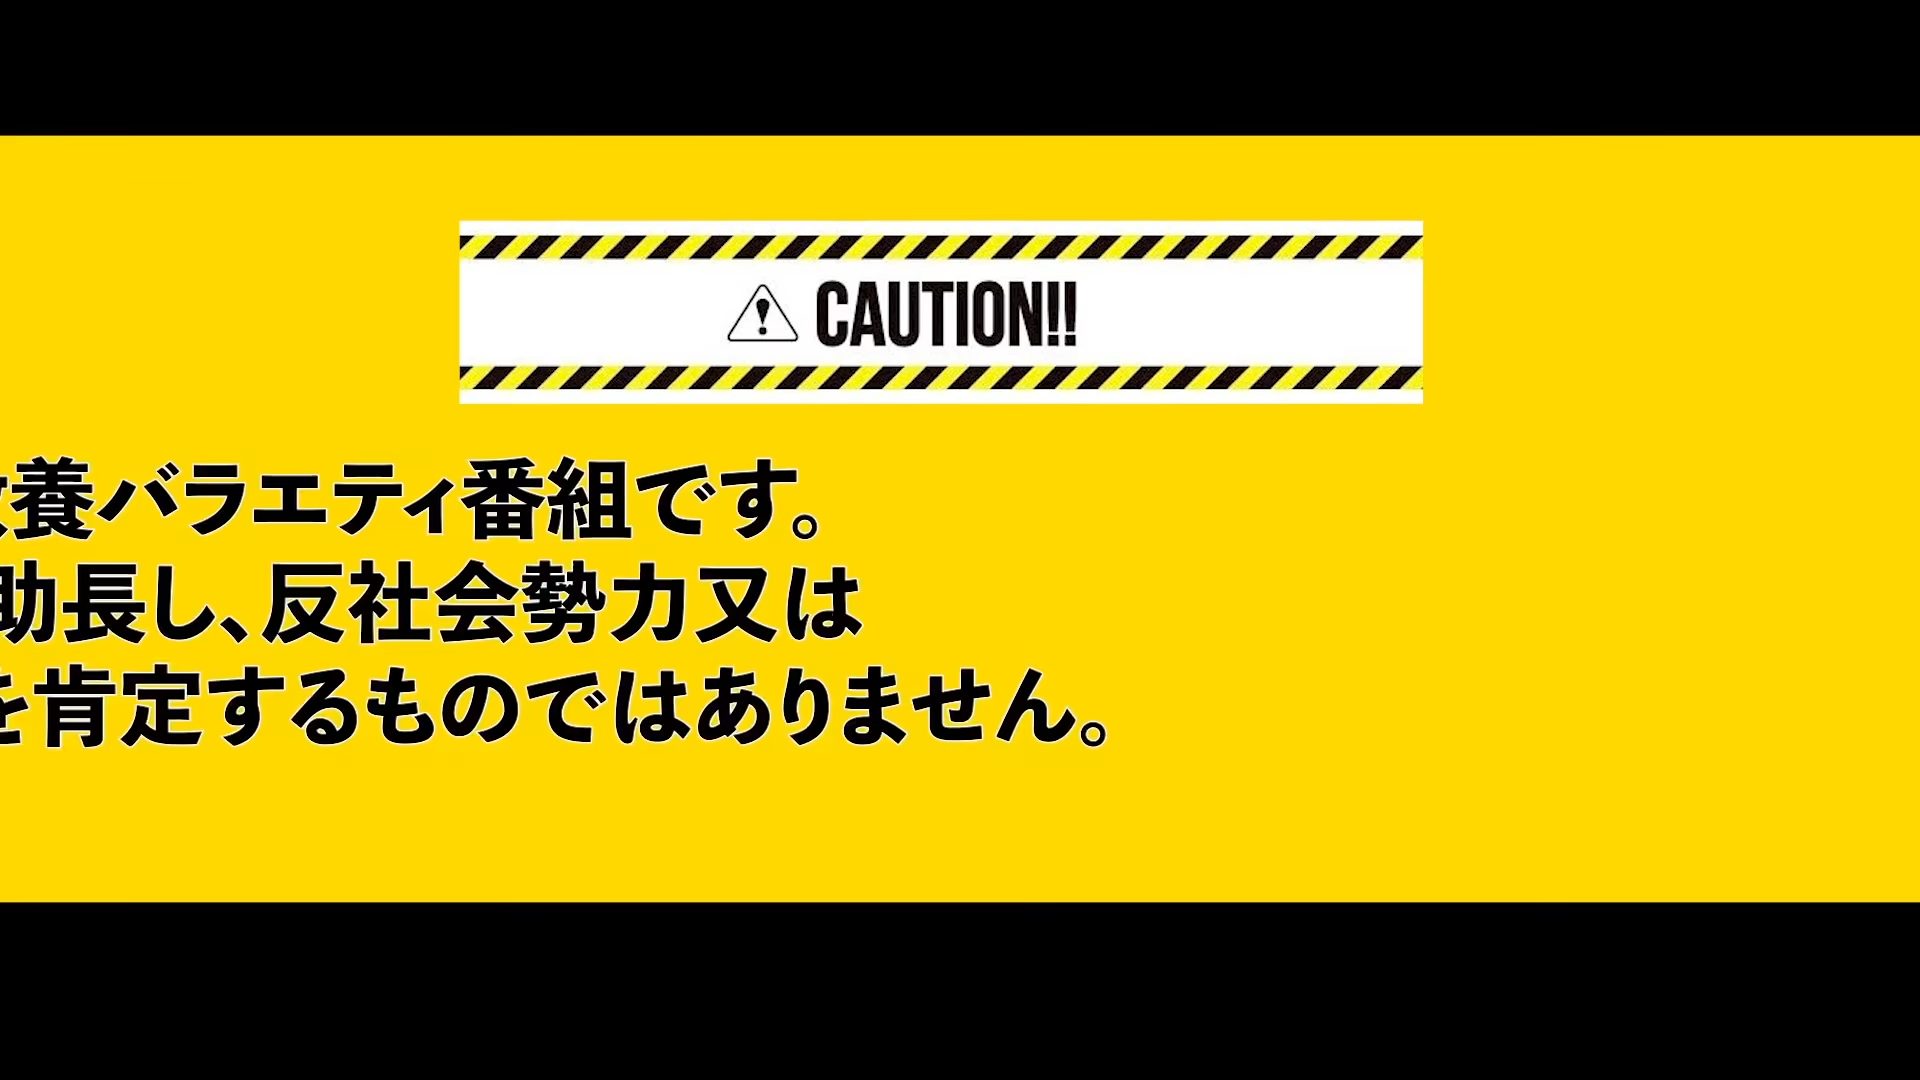 CAUTION!!
養バラエティ番組です。
助長し、反社会勢力又は
を肯定するものではありません。